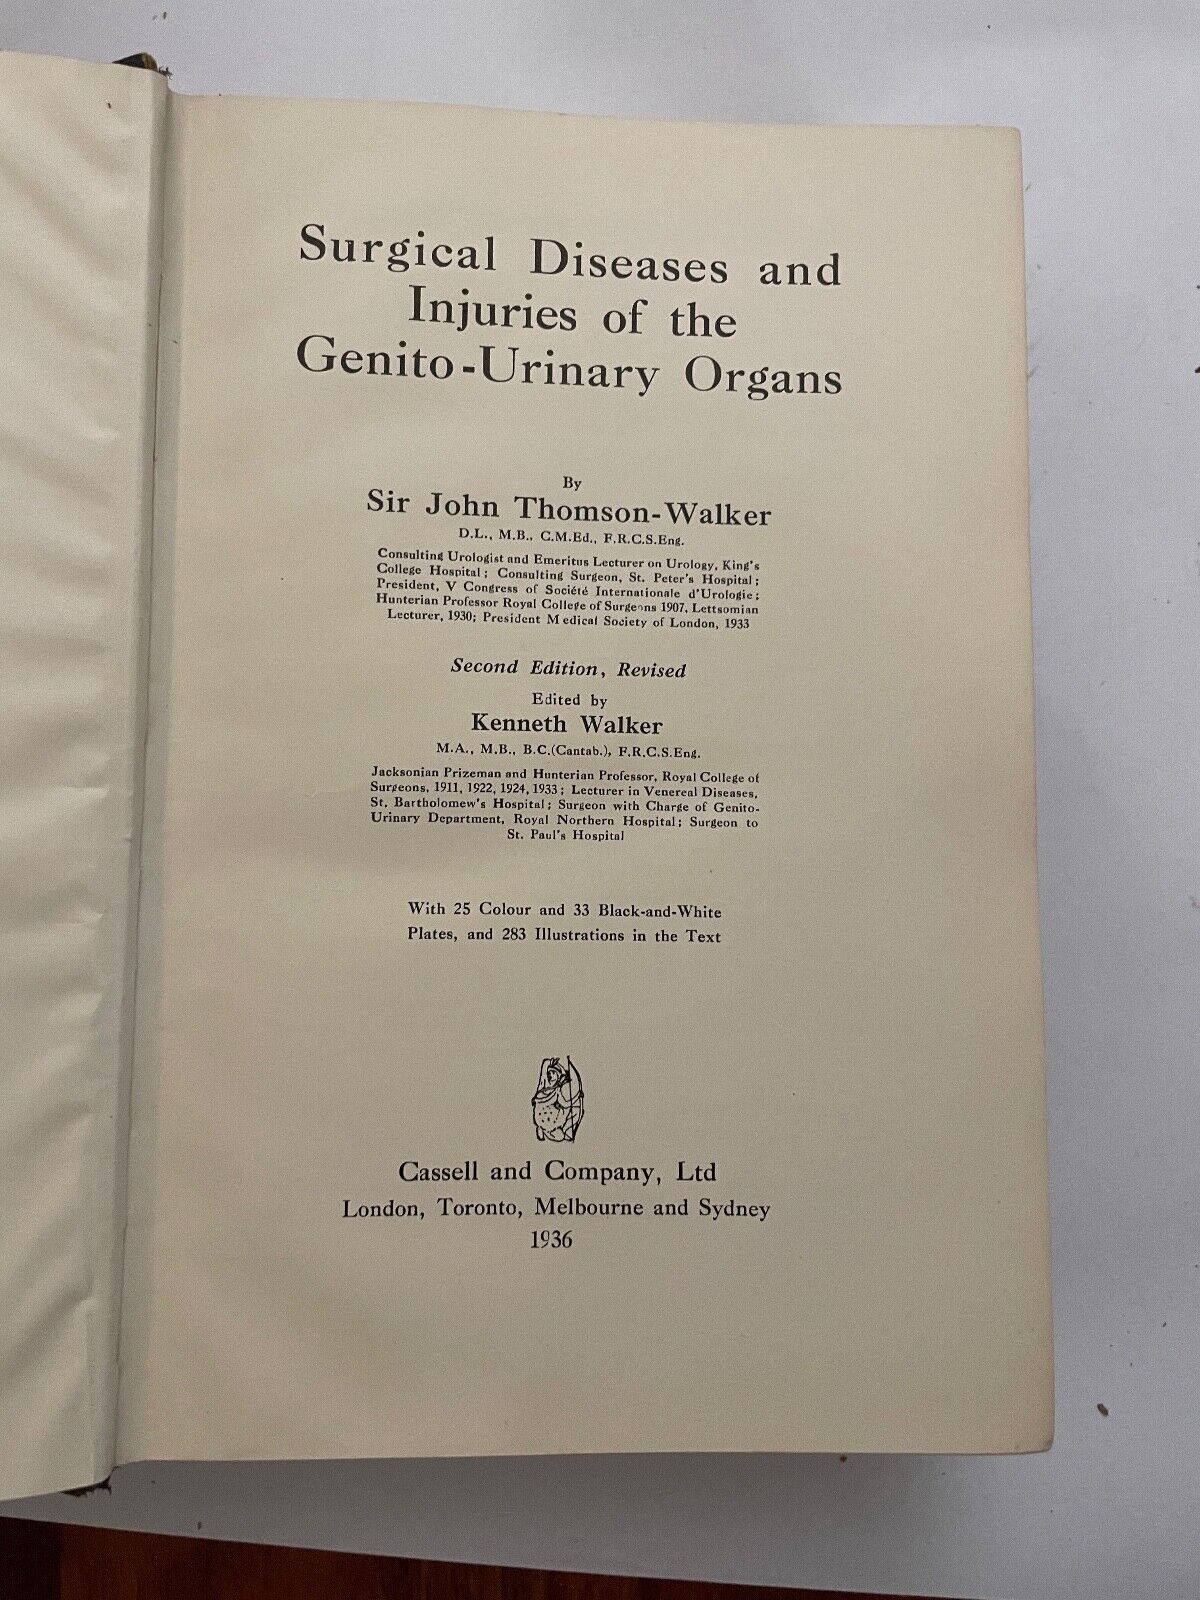 Surgical Diseases and
Injuries of the
Genito-Urinary Organs
By
Sir John Thomson-Walker
D.L., M.B., C.M.Ed., F.R.C.S.Eng.
Consulting Urologist and Emeritus Lecturer on Urology, King's
College Hospital; Consulting Surgeon, St. Peter's Hospital;
President, V Congress of Société Internationale d'Urologie;
Hunterian Professor Royal College of Surgeons 1907, Lettsomian
Lecturer, 1930; President Medical Society of London, 1933
Second Edition, Revised
Edited by
Kenneth Walker
M.A., M.B., B.C.(Cantab.), F.R.C.S.Eng.
Jacksonian Prizeman and Hunterian Professor, Royal College of
Surgeons, 1911, 1922, 1924, 1933; Lecturer in Venereal Diseases,
St. Bartholomew's Hospital; Surgeon with Charge of Genito-
Urinary Department, Royal Northern Hospital; Surgeon to
St. Paul's Hospital
With 25 Colour and 33 Black-and-White
Plates, and 283 Illustrations in the Text
Cassell and Company, Ltd
London, Toronto, Melbourne and Sydney
1936